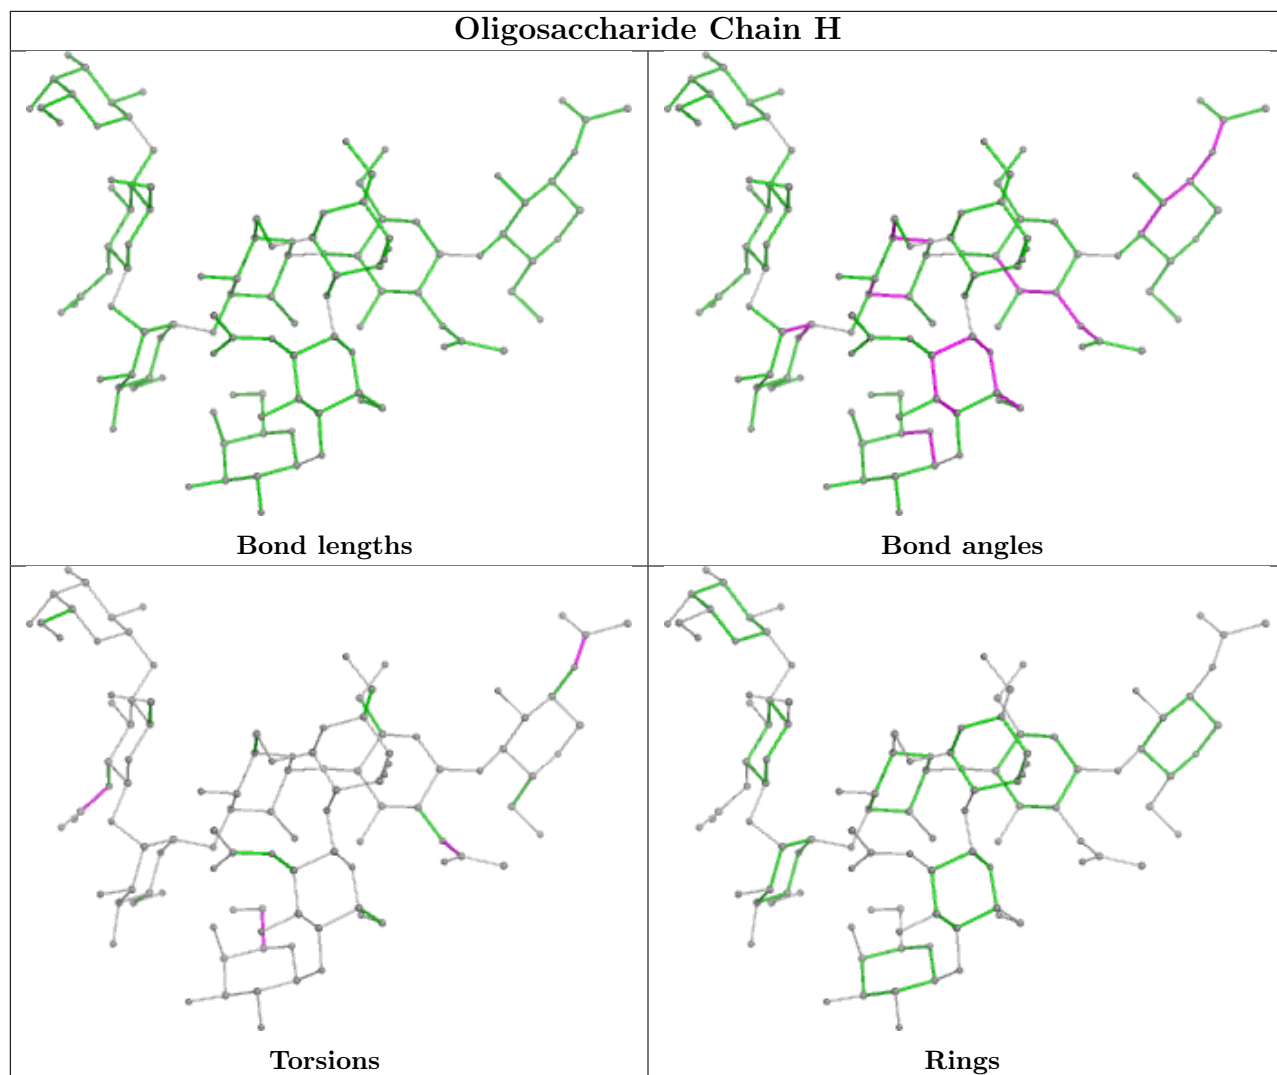 Oligosaccharide Chain H
Bond lengths
Bond angles
Torsions
Rings